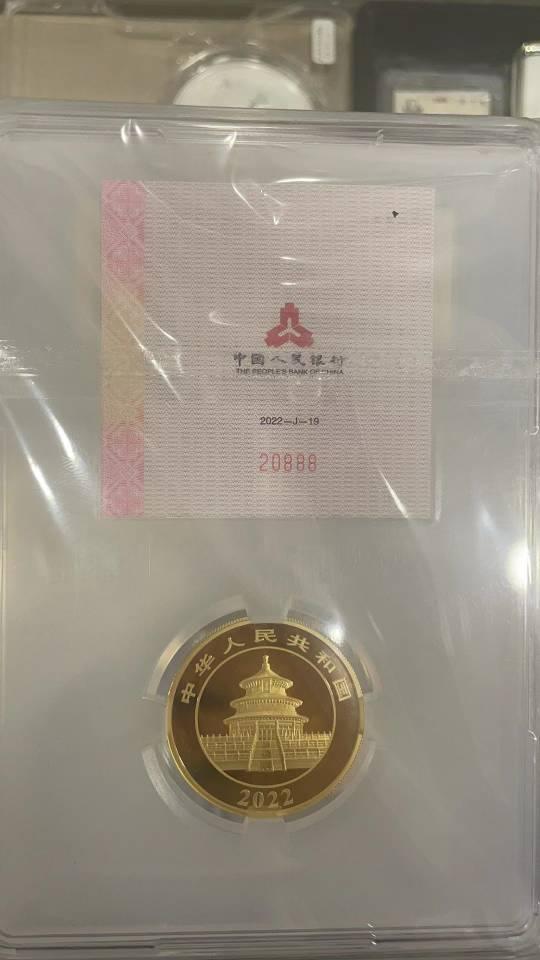 中国人民银行
THE PEOPLE'S BANK OF CHINA
2022—J—19
20888
中华人民共和国
2022